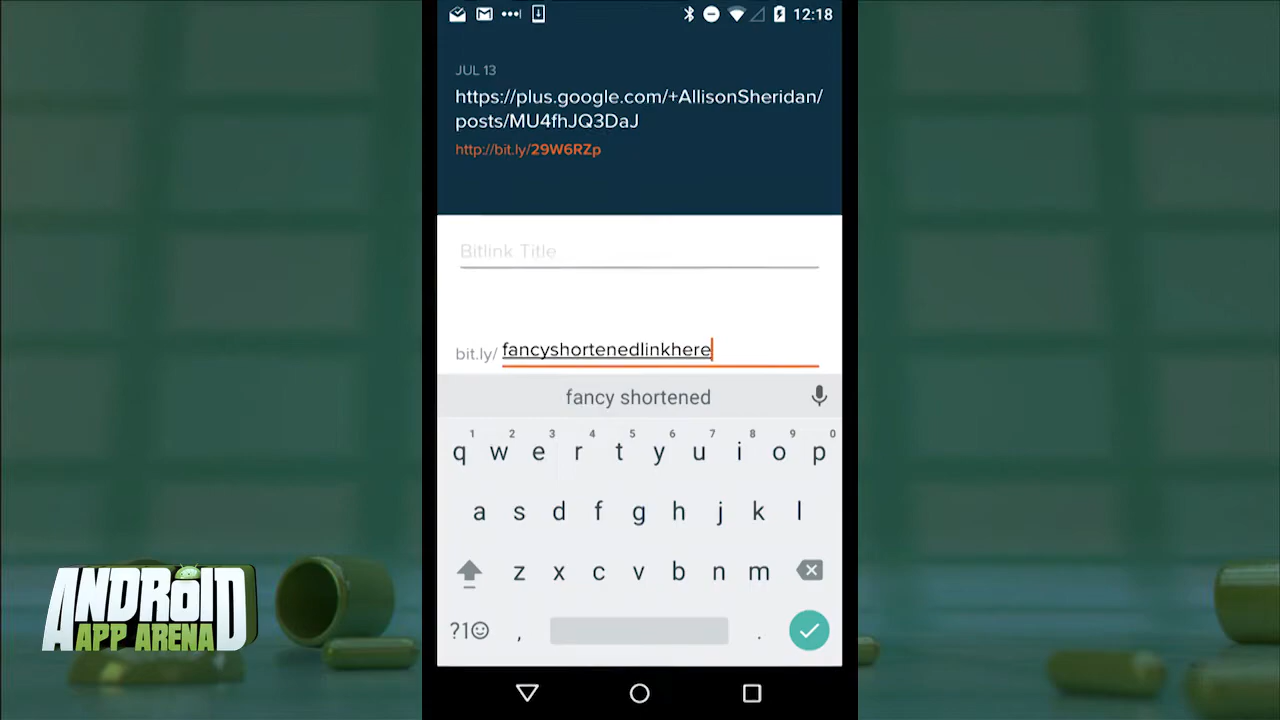 12:18
JUL 13
https://plus.google.com/+AllisonSheridan/
posts/MU4fhJQ3DaJ
http://bit.ly/29W6RZp
Bitlink Title
bit.ly/ fancyshortenedlinkhere
fancy shortened
1 2 3 4 5 6 7 8 9 0
q w e r t y u i o p
a s d f g h j k l
z x c v b n m
?1☺ , .
ANDROID
APP ARENA